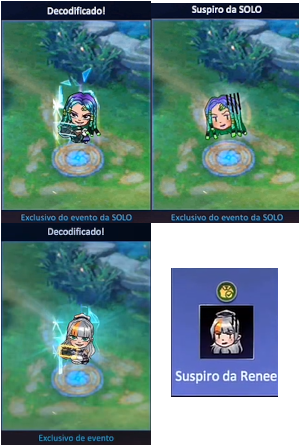 Decodificado!
Suspiro da SOLO
Exclusivo do evento da SOLO
Exclusivo do evento da SOLO
Decodificado!
Suspiro da Renee
Exclusivo de evento